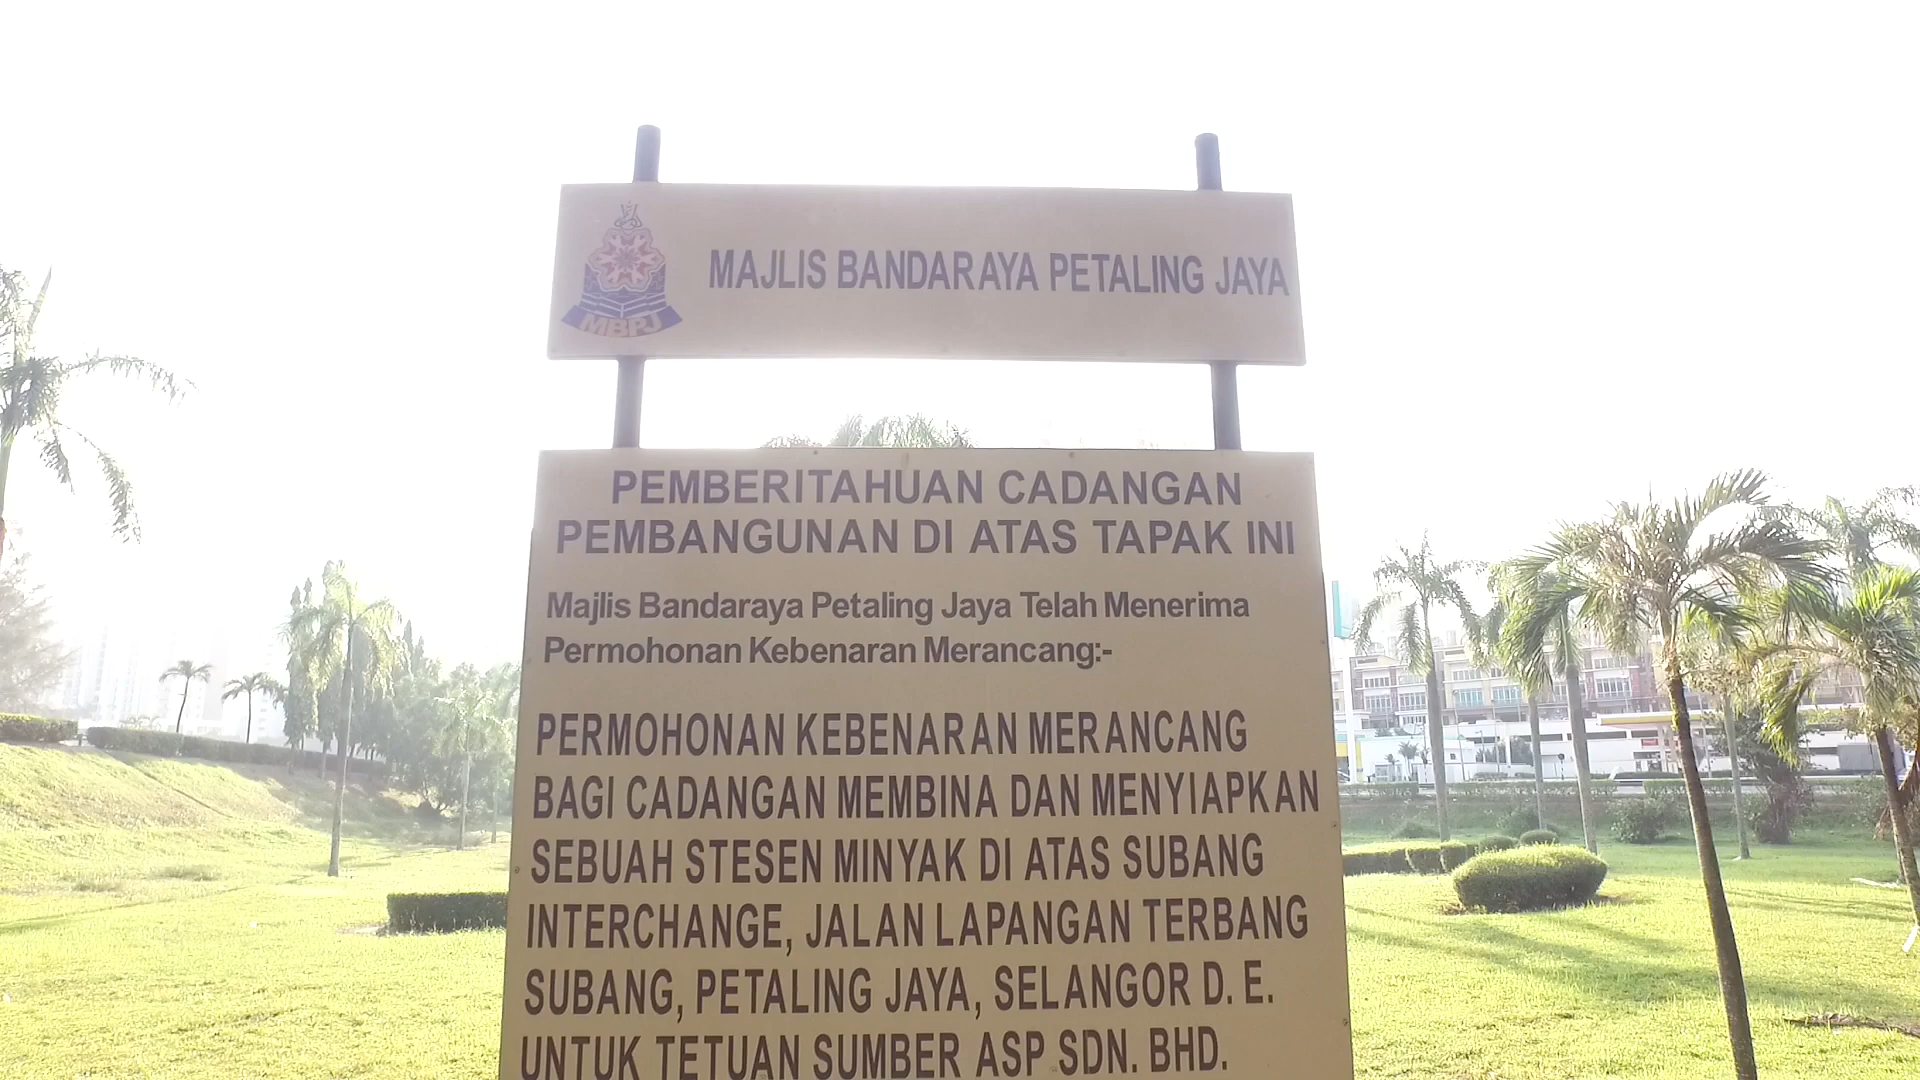 MBPJ
MAJLIS BANDARAYA PETALING JAYA
PEMBERITAHUAN CADANGAN
PEMBANGUNAN DI ATAS TAPAK INI
Majlis Bandaraya Petaling Jaya Telah Menerima
Permohonan Kebenaran Merancang:-
PERMOHONAN KEBENARAN MERANCANG
BAGI CADANGAN MEMBINA DAN MENYIAPKAN
SEBUAH STESEN MINYAK DI ATAS SUBANG
INTERCHANGE, JALAN LAPANGAN TERBANG
SUBANG, PETALING JAYA, SELANGOR D. E.
UNTUK TETUAN SUMBER ASP SDN. BHD.